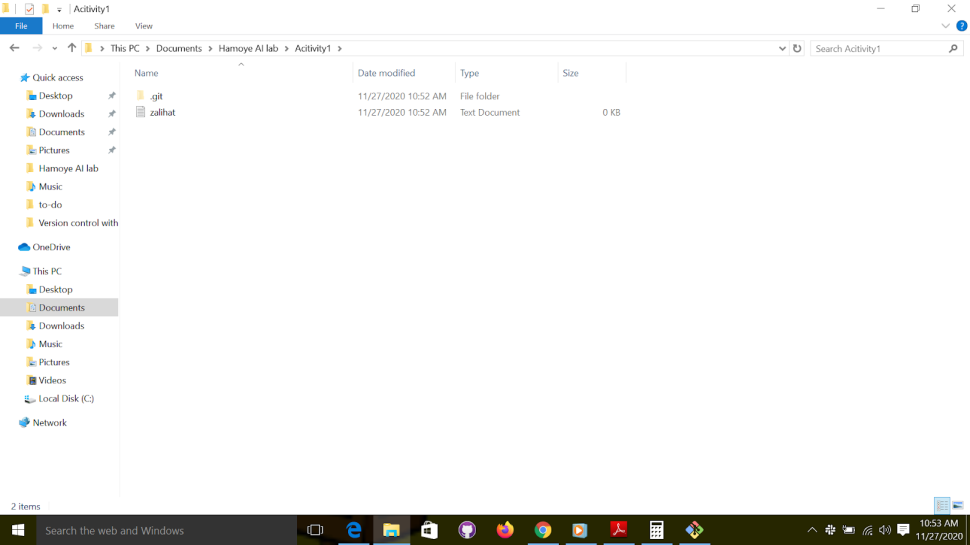 Acitivity1
File Home Share View
This PC Documents Hamoye AI lab Acitivity1
Search Acitivity1
Name Date modified Type Size
.git 11/27/2020 10:52 AM File folder
zalihat 11/27/2020 10:52 AM Text Document 0 KB
Quick access
Desktop
Downloads
Documents
Pictures
Hamoye AI lab
Music
to-do
Version control with
OneDrive
This PC
Desktop
Documents
Downloads
Music
Pictures
Videos
Local Disk (C:)
Network
2 items
Search the web and Windows
10:53 AM
11/27/2020